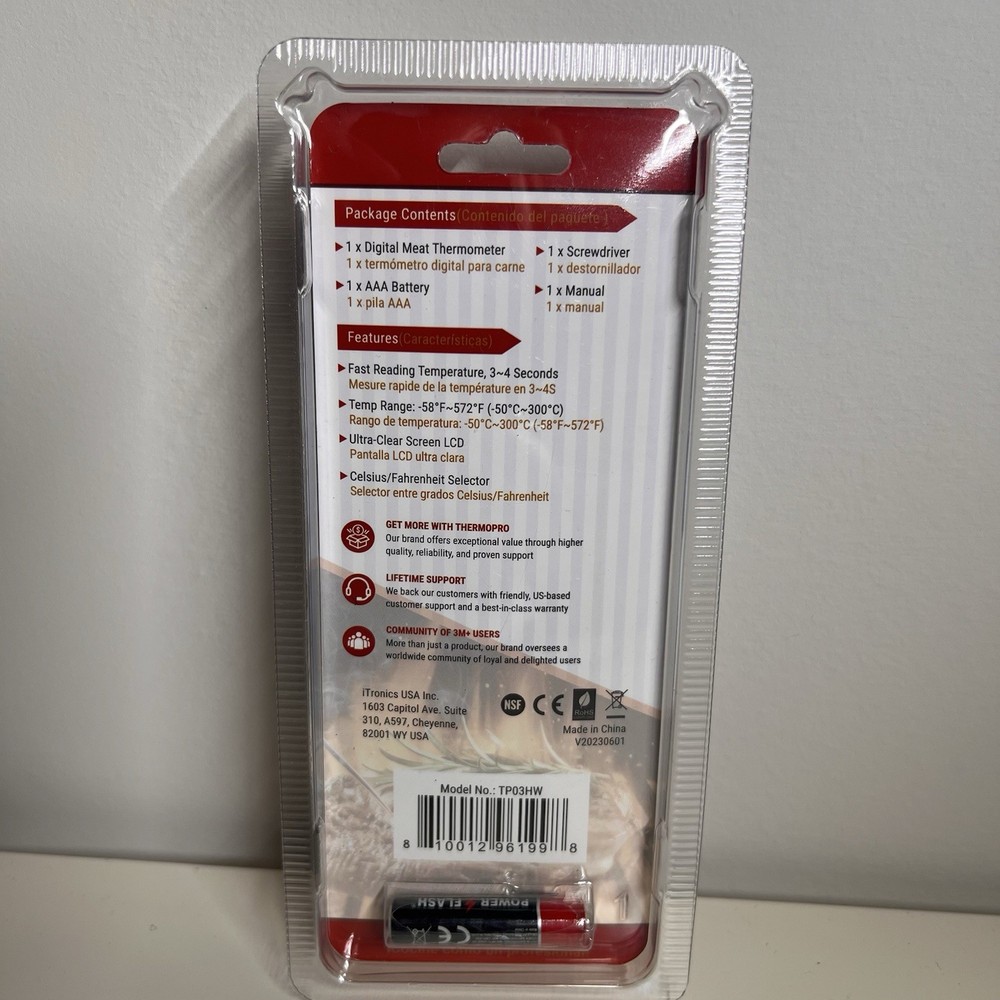 Package Contents(Contenido del paquete )
1 x Digital Meat Thermometer
1 x termómetro digital para carne
1 x Screwdriver
1 x destornillador
1 x AAA Battery
1 x pila AAA
1 x Manual
1 x manual
Features(Características)
Fast Reading Temperature, 3~4 Seconds
Mesure rapide de la température en 3~4S
Temp Range: -58°F~572°F (-50°C~300°C)
Rango de temperatura: -50°C~300°C (-58°F~572°F)
Ultra-Clear Screen LCD
Pantalla LCD ultra clara
Celsius/Fahrenheit Selector
Selector entre grados Celsius/Fahrenheit
GET MORE WITH THERMOPRO
Our brand offers exceptional value through higher
quality, reliability, and proven support
LIFETIME SUPPORT
We back our customers with friendly, US-based
customer support and a best-in-class warranty
COMMUNITY OF 3M+ USERS
More than just a product, our brand oversees a
worldwide community of loyal and delighted users
iTronics USA Inc.
1603 Capitol Ave. Suite
310, A597, Cheyenne,
82001 WY USA
NSF CE RoHS
Made in China
V20230601
Model No.: TP03HW
8 10012 96199 8
POWER FLASH
CE